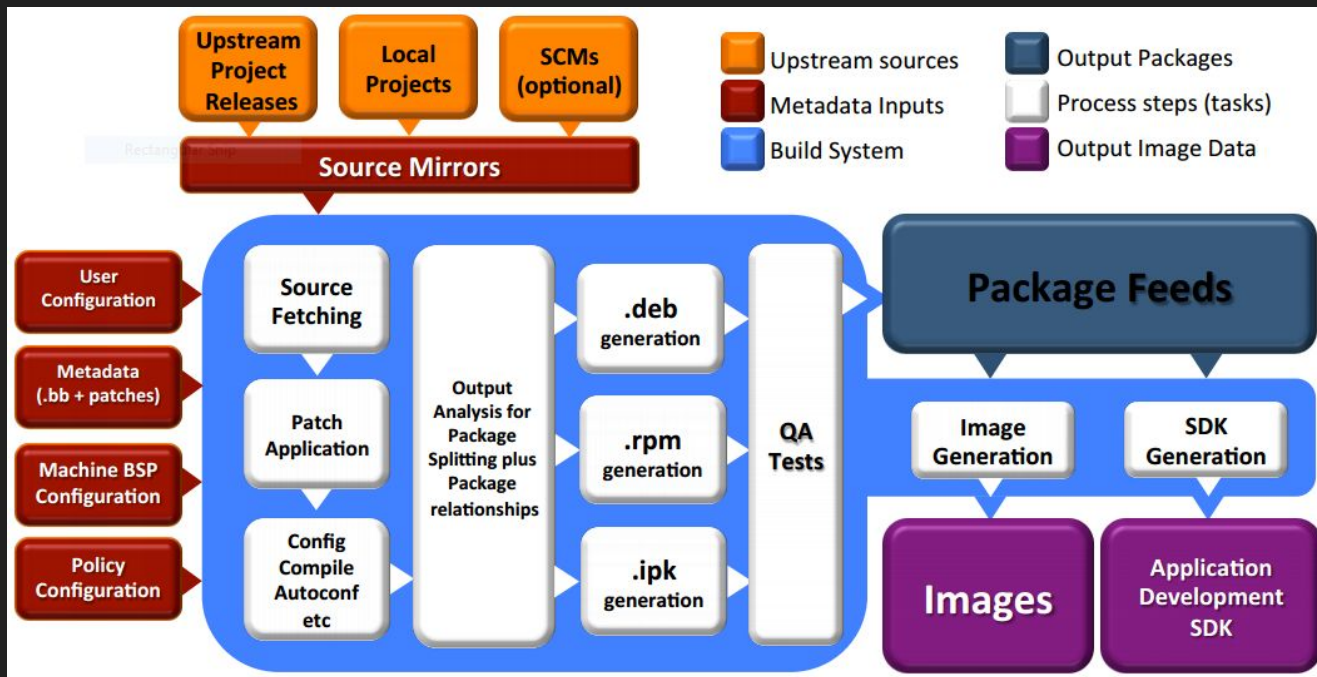 Upstream
Project
Releases
Local
Projects
SCMs
(optional)
Upstream sources
Metadata Inputs
Build System
Output Packages
Process steps (tasks)
Output Image Data
Rectangular Snip
Source Mirrors
User
Configuration
Metadata
(.bb + patches)
Machine BSP
Configuration
Policy
Configuration
Source
Fetching
Patch
Application
Config
Compile
Autoconf
etc
Output
Analysis for
Package
Splitting plus
Package
relationships
.deb
generation
.rpm
generation
.ipk
generation
QA
Tests
Package Feeds
Image
Generation
SDK
Generation
Images
Application
Development
SDK